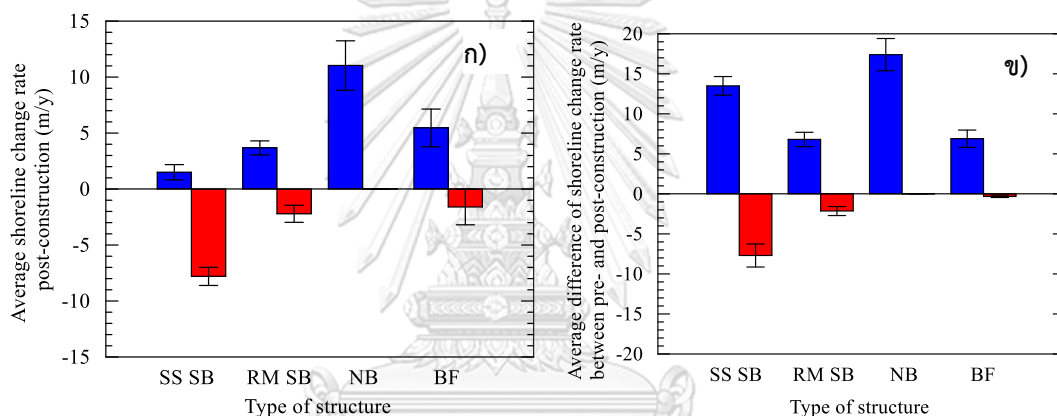 Average shoreline change rate
post-construction (m/y)
15
10
5
0
-5
-10
-15
ก)
SS SB RM SB NB BF
Type of structure
Average difference of shoreline change rate
between pre- and post-construction (m/y)
20
15
10
5
0
-5
-10
-15
-20
ข)
SS SB RM SB NB BF
Type of structure